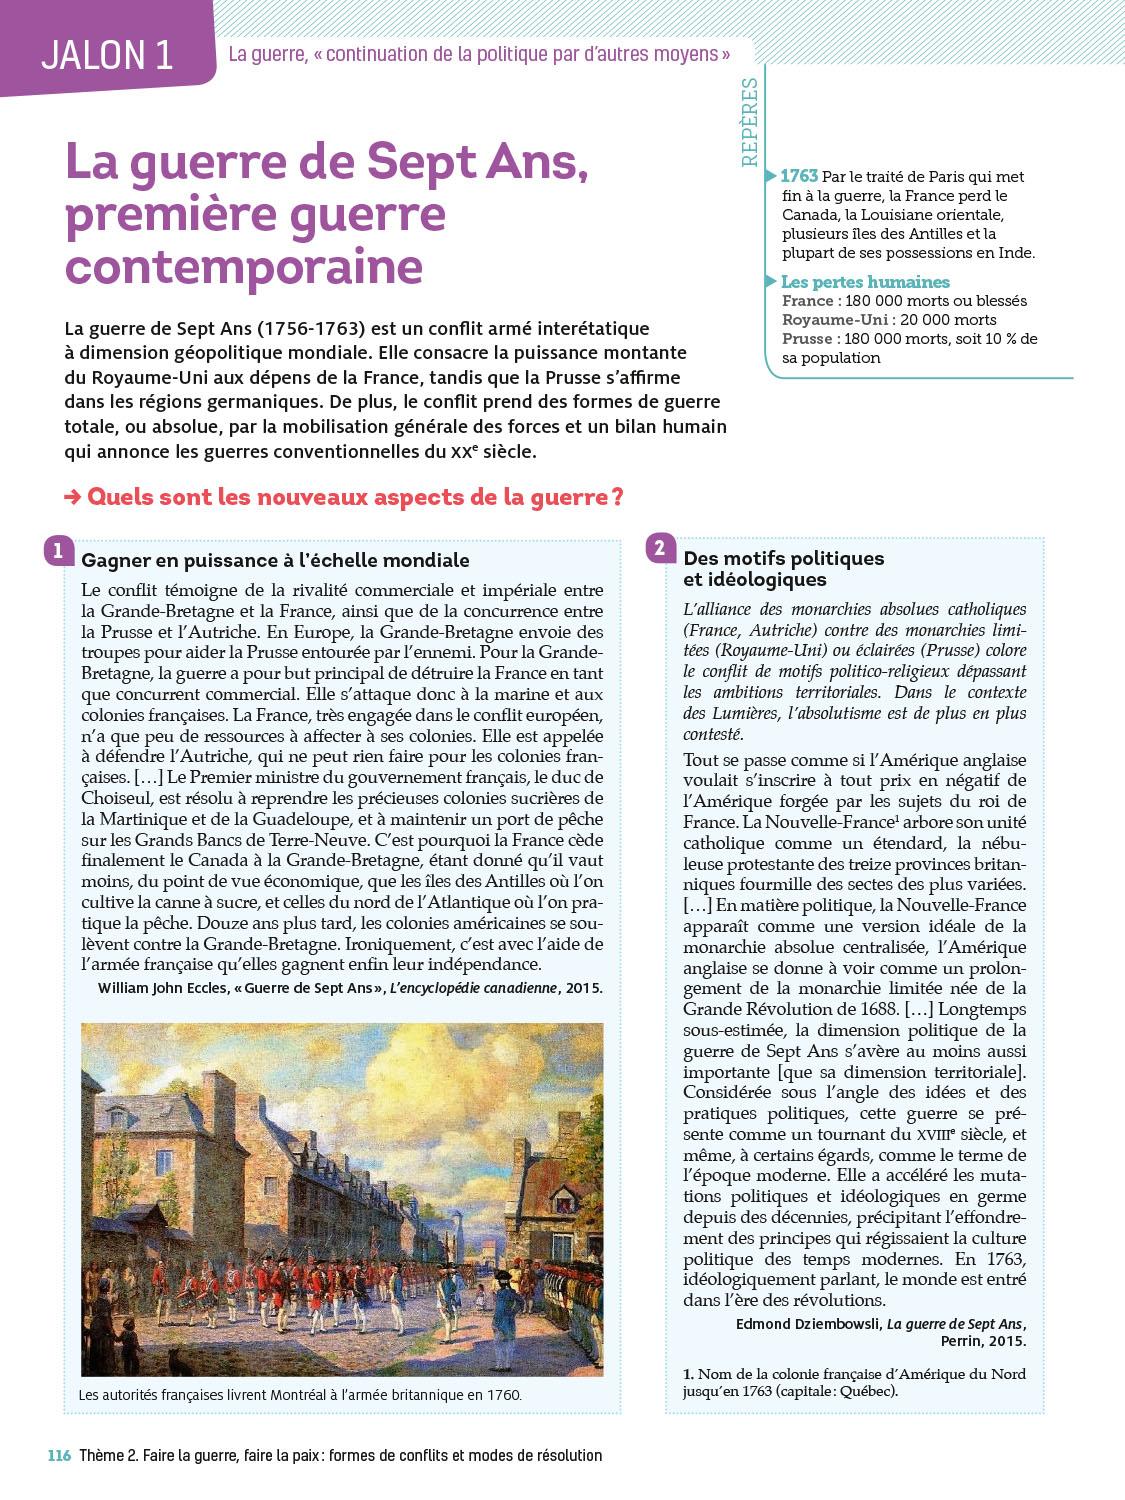 JALON 1
La guerre, « continuation de la politique par d'autres moyens »
La guerre de Sept Ans,
première guerre
contemporaine
La guerre de Sept Ans (1756-1763) est un conflit armé interétatique
à dimension géopolitique mondiale. Elle consacre la puissance montante
du Royaume-Uni aux dépens de la France, tandis que la Prusse s'affirme
dans les régions germaniques. De plus, le conflit prend des formes de guerre
totale, ou absolue, par la mobilisation générale des forces et un bilan humain
qui annonce les guerres conventionnelles du XXe siècle.
→ Quels sont les nouveaux aspects de la guerre ?
REPÈRES
1763 Par le traité de Paris qui met
fin à la guerre, la France perd le
Canada, la Louisiane orientale,
plusieurs îles des Antilles et la
plupart de ses possessions en Inde.
Les pertes humaines
France : 180 000 morts ou blessés
Royaume-Uni : 20 000 morts
Prusse : 180 000 morts, soit 10 % de
sa population
1
Gagner en puissance à l'échelle mondiale
Le conflit témoigne de la rivalité commerciale et impériale entre
la Grande-Bretagne et la France, ainsi que de la concurrence entre
la Prusse et l'Autriche. En Europe, la Grande-Bretagne envoie des
troupes pour aider la Prusse entourée par l'ennemi. Pour la Grande-
Bretagne, la guerre a pour but principal de détruire la France en tant
que concurrent commercial. Elle s'attaque donc à la marine et aux
colonies françaises. La France, très engagée dans le conflit européen,
n'a que peu de ressources à affecter à ses colonies. Elle est appelée
à défendre l'Autriche, qui ne peut rien faire pour les colonies fran-
çaises. […] Le Premier ministre du gouvernement français, le duc de
Choiseul, est résolu à reprendre les précieuses colonies sucrières de
la Martinique et de la Guadeloupe, et à maintenir un port de pêche
sur les Grands Bancs de Terre-Neuve. C'est pourquoi la France cède
finalement le Canada à la Grande-Bretagne, étant donné qu'il vaut
moins, du point de vue économique, que les îles des Antilles où l'on
cultive la canne à sucre, et celles du nord de l'Atlantique où l'on pra-
tique la pêche. Douze ans plus tard, les colonies américaines se sou-
lèvent contre la Grande-Bretagne. Ironiquement, c'est avec l'aide de
l'armée française qu'elles gagnent enfin leur indépendance.
William John Eccles, « Guerre de Sept Ans », L'encyclopédie canadienne, 2015.
Les autorités françaises livrent Montréal à l'armée britannique en 1760.
2
Des motifs politiques
et idéologiques
L'alliance des monarchies absolues catholiques
(France, Autriche) contre des monarchies limi-
tées (Royaume-Uni) ou éclairées (Prusse) colore
le conflit de motifs politico-religieux dépassant
les ambitions territoriales. Dans le contexte
des Lumières, l'absolutisme est de plus en plus
contesté.
Tout se passe comme si l'Amérique anglaise
voulait s'inscrire à tout prix en négatif de
l'Amérique forgée par les sujets du roi de
France. La Nouvelle-France1 arbore son unité
catholique comme un étendard, la nébu-
leuse protestante des treize provinces britan-
niques fourmille des sectes des plus variées.
[…] En matière politique, la Nouvelle-France
apparaît comme une version idéale de la
monarchie absolue centralisée, l'Amérique
anglaise se donne à voir comme un prolon-
gement de la monarchie limitée née de la
Grande Révolution de 1688. […] Longtemps
sous-estimée, la dimension politique de la
guerre de Sept Ans s'avère au moins aussi
importante [que sa dimension territoriale].
Considérée sous l'angle des idées et des
pratiques politiques, cette guerre se pré-
sente comme un tournant du XVIIIe siècle, et
même, à certains égards, comme le terme de
l'époque moderne. Elle a accéléré les muta-
tions politiques et idéologiques en germe
depuis des décennies, précipitant l'effondre-
ment des principes qui régissaient la culture
politique des temps modernes. En 1763,
idéologiquement parlant, le monde est entré
dans l'ère des révolutions.
Edmond Dziembowsli, La guerre de Sept Ans,
Perrin, 2015.
1. Nom de la colonie française d'Amérique du Nord
jusqu'en 1763 (capitale : Québec).
116 Thème 2. Faire la guerre, faire la paix : formes de conflits et modes de résolution